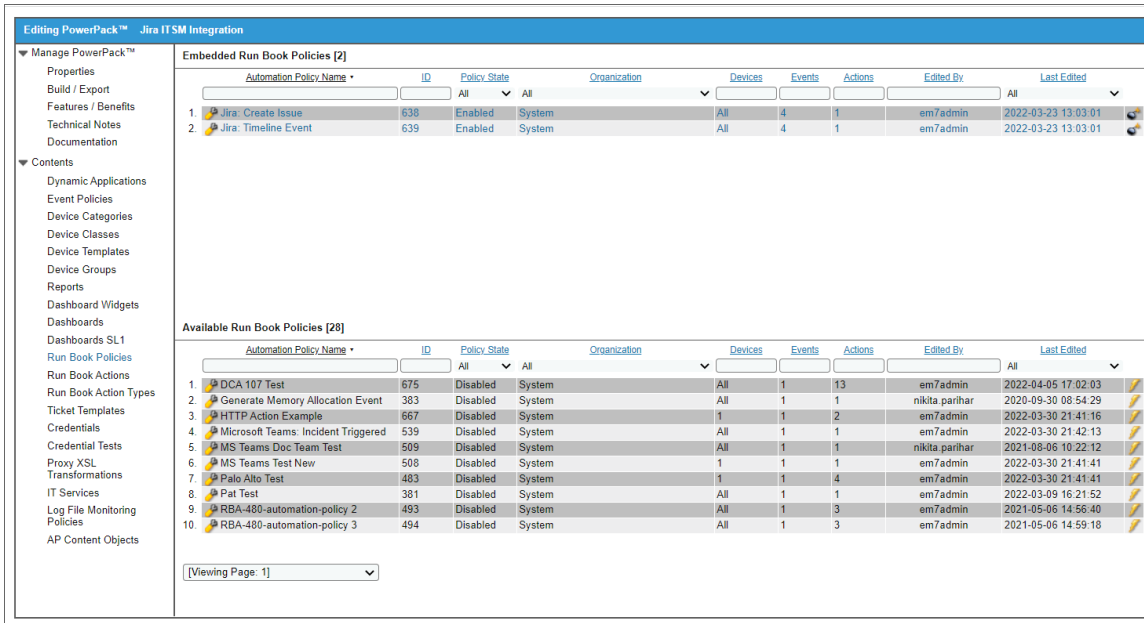 Editing PowerPack™ Jira ITSM Integration
Manage PowerPack™
Properties
Build / Export
Features / Benefits
Technical Notes
Documentation
Contents
Dynamic Applications
Event Policies
Device Categories
Device Classes
Device Templates
Device Groups
Reports
Dashboard Widgets
Dashboards
Dashboards SL1
Run Book Policies
Run Book Actions
Run Book Action Types
Ticket Templates
Credentials
Credential Tests
Proxy XSL
Transformations
IT Services
Log File Monitoring
Policies
AP Content Objects
Embedded Run Book Policies [2]
Automation Policy Name • ID Policy State Organization Devices Events Actions Edited By Last Edited
All All All
1. Jira: Create Issue 638 Enabled System All 4 1 em7admin 2022-03-23 13:03:01
2. Jira: Timeline Event 639 Enabled System All 4 1 em7admin 2022-03-23 13:03:01
Available Run Book Policies [28]
Automation Policy Name • ID Policy State Organization Devices Events Actions Edited By Last Edited
All All All
1. DCA 107 Test 675 Disabled System All 1 13 em7admin 2022-04-05 17:02:03
2. Generate Memory Allocation Event 383 Disabled System All 1 1 nikita.parihar 2020-09-30 08:54:29
3. HTTP Action Example 667 Disabled System 1 1 2 em7admin 2022-03-30 21:41:16
4. Microsoft Teams: Incident Triggered 539 Disabled System All 1 1 em7admin 2022-03-30 21:42:13
5. MS Teams Doc Team Test 509 Disabled System All 1 1 nikita.parihar 2021-08-06 10:22:12
6. MS Teams Test New 508 Disabled System 1 1 1 em7admin 2022-03-30 21:41:41
7. Palo Alto Test 483 Disabled System 1 1 4 em7admin 2022-03-30 21:41:41
8. Pat Test 381 Disabled System All 1 1 em7admin 2022-03-09 16:21:52
9. RBA-480-automation-policy 2 493 Disabled System All 1 3 em7admin 2021-05-06 14:56:40
10. RBA-480-automation-policy 3 494 Disabled System All 1 3 em7admin 2021-05-06 14:59:18
[Viewing Page: 1]